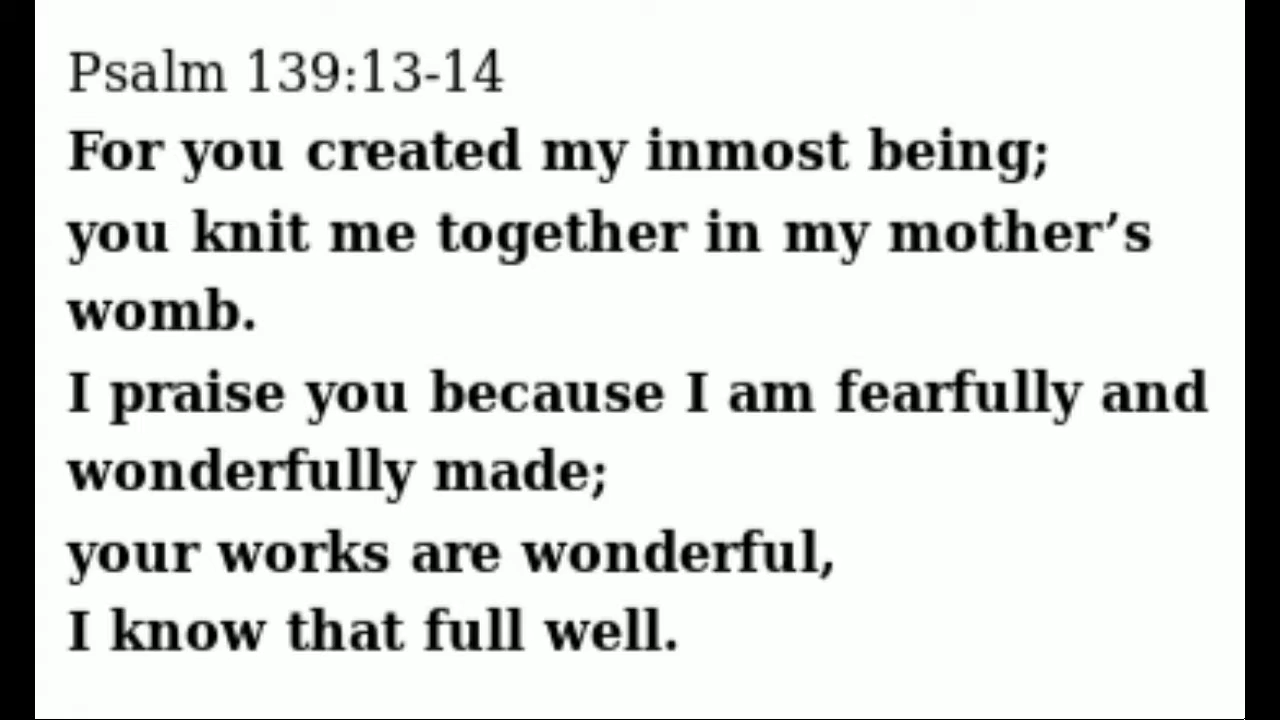 Psalm 139:13-14
For you created my inmost being;
you knit me together in my mother’s
womb.
I praise you because I am fearfully and
wonderfully made;
your works are wonderful,
I know that full well.